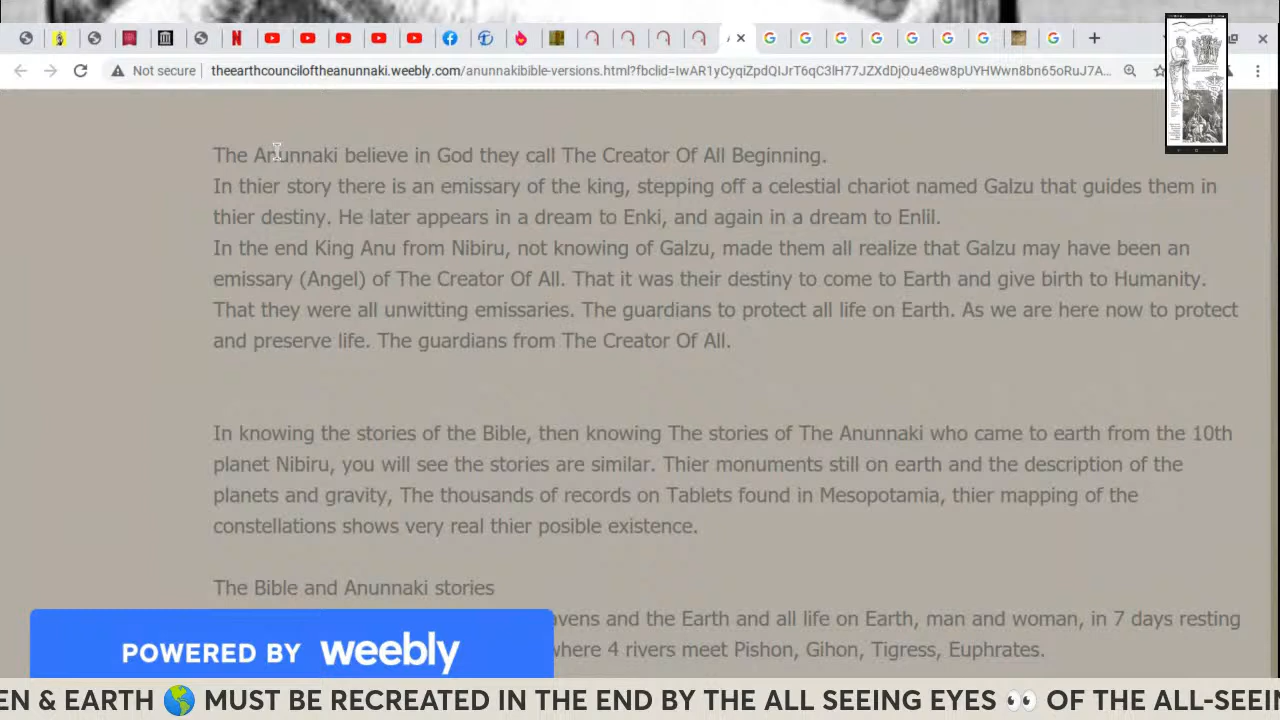 Not secure
theearthcounciloftheanunnaki.weebly.com/anunnakibible-versions.html?fbclid=
The Anunnaki believe in God they call The Creator Of All Beginning.
In thier story there is an emissary of the king, stepping off a celestial chariot named Galzu that guides them in
thier destiny. He later appears in a dream to Enki, and again in a dream to Enlil.
In the end King Anu from Nibiru, not knowing of Galzu, made them all realize that Galzu may have been an
emissary (Angel) of The Creator Of All. That it was their destiny to come to Earth and give birth to Humanity.
That they were all unwitting emissaries. The guardians to protect all life on Earth. As we are here now to protect
and preserve life. The guardians from The Creator Of All.
In knowing the stories of the Bible, then knowing The stories of The Anunnaki who came to earth from the 10th
planet Nibiru, you will see the stories are similar. Thier monuments still on earth and the description of the
planets and gravity, The thousands of records on Tablets found in Mesopotamia, thier mapping of the
constellations shows very real thier posible existence.
The Bible and Anunnaki stories
avens and the Earth and all life on Earth, man and woman, in 7 days resting
where 4 rivers meet Pishon, Gihon, Tigress, Euphrates.
POWERED BY weebly
EN & EARTH 🌎 MUST BE RECREATED IN THE END BY THE ALL SEEING EYES 👀 OF THE ALL-SEEIN